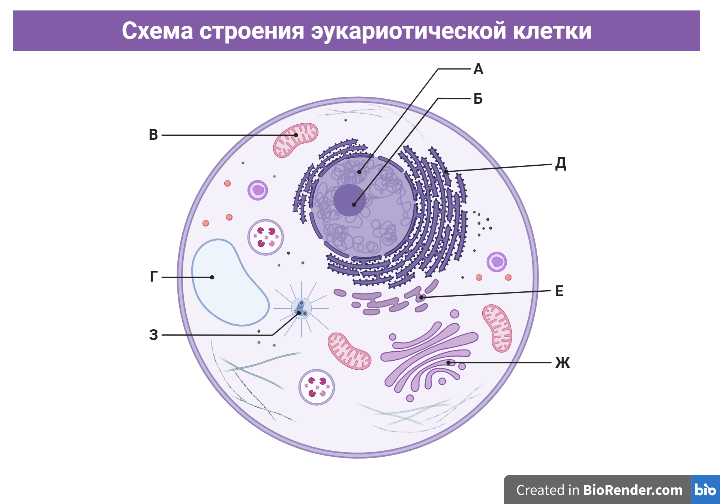 Схема строения эукариотической клетки
А
Б
В
Д
Г
Е
З
Ж
Created in BioRender.com bio